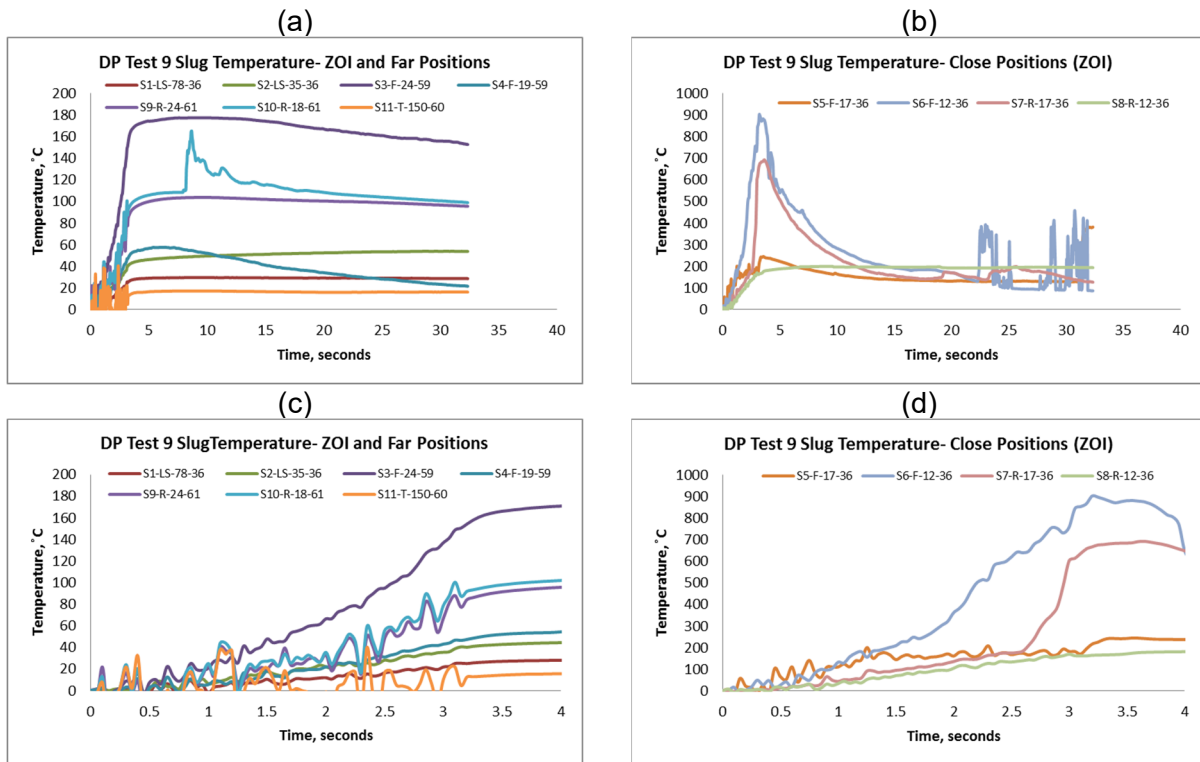 (a)
DP Test 9 Slug Temperature- ZOI and Far Positions
S1-LS-78-36 S2-LS-35-36 S3-F-24-59 S4-F-19-59
S9-R-24-61 S10-R-18-61 S11-T-150-60
Temperature,˚C
200
180
160
140
120
100
80
60
40
20
0
0 5 10 15 20 25 30 35 40
Time, seconds
(b)
DP Test 9 Slug Temperature- Close Positions (ZOI)
S5-F-17-36 S6-F-12-36 S7-R-17-36 S8-R-12-36
Temperature,˚C
1000
900
800
700
600
500
400
300
200
100
0
0 5 10 15 20 25 30 35 40
Time, seconds
(c)
DP Test 9 SlugTemperature- ZOI and Far Positions
S1-LS-78-36 S2-LS-35-36 S3-F-24-59 S4-F-19-59
S9-R-24-61 S10-R-18-61 S11-T-150-60
Temperature,˚C
200
180
160
140
120
100
80
60
40
20
0
0 0.5 1 1.5 2 2.5 3 3.5 4
Time, seconds
(d)
DP Test 9 Slug Temperature- Close Positions (ZOI)
S5-F-17-36 S6-F-12-36 S7-R-17-36 S8-R-12-36
Temperature,˚C
1000
900
800
700
600
500
400
300
200
100
0
0 0.5 1 1.5 2 2.5 3 3.5 4
Time, seconds